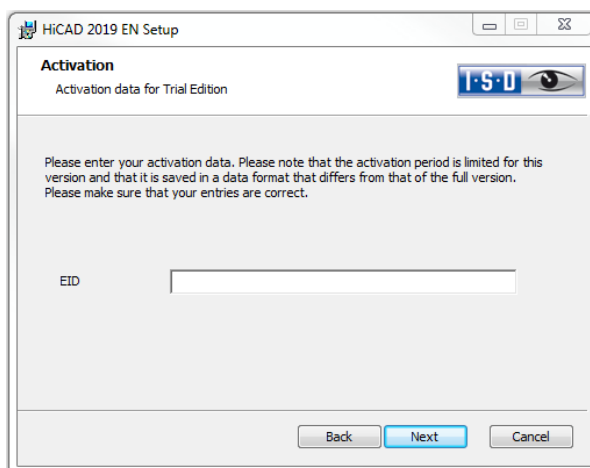 HiCAD 2019 EN Setup
Activation
Activation data for Trial Edition
I·S·D
Please enter your activation data. Please note that the activation period is limited for this
version and that it is saved in a data format that differs from that of the full version.
Please make sure that your entries are correct.
EID
Back Next Cancel